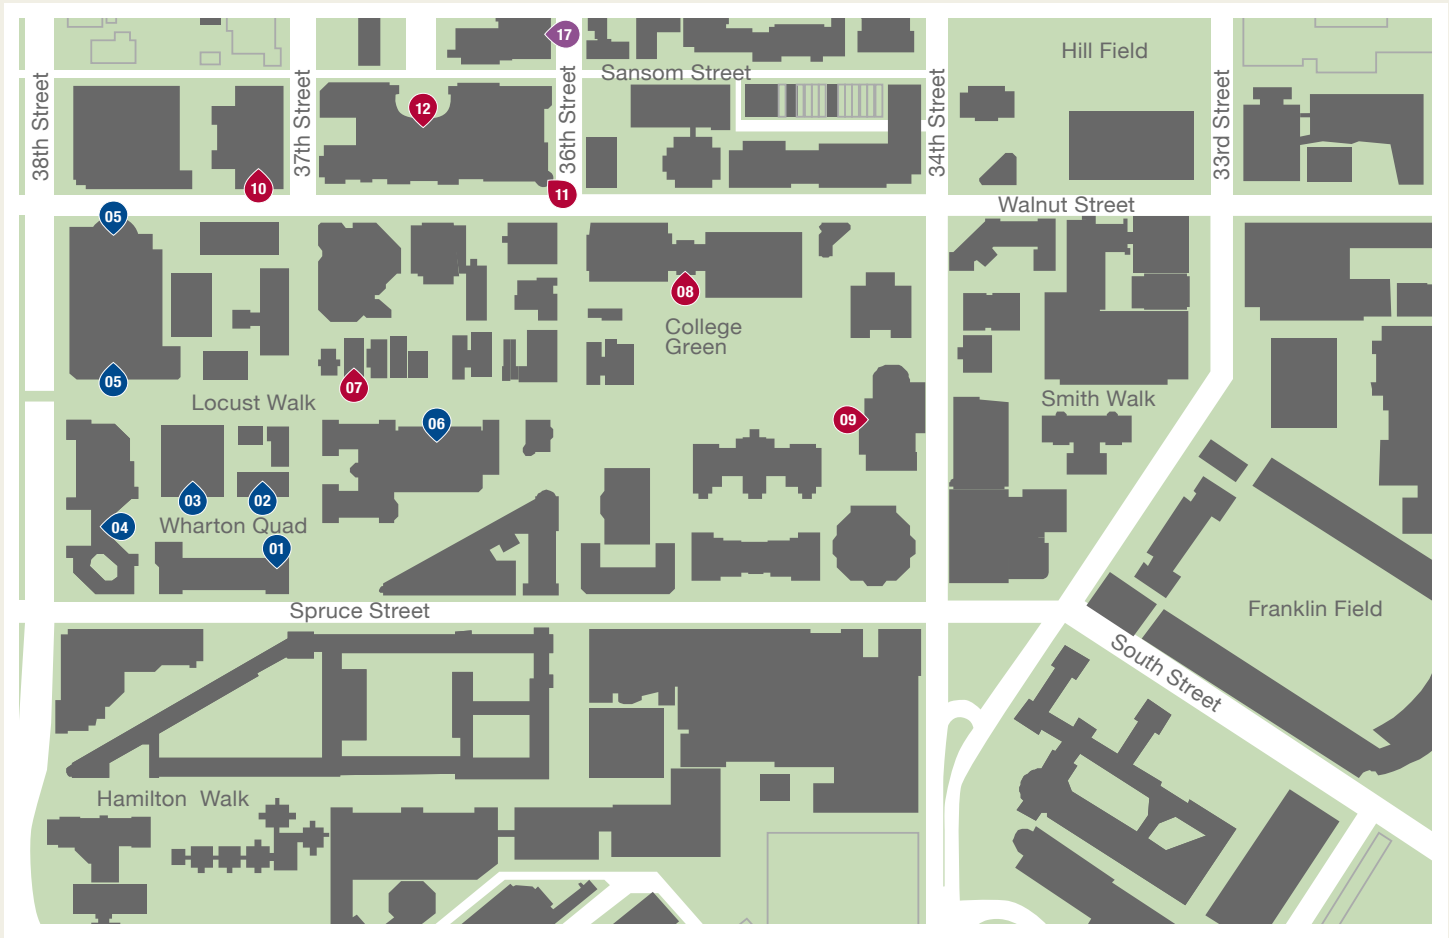 17
Hill Field
Sansom Street
38th Street
37th Street
36th Street
34th Street
33rd Street
12
10
11
Walnut Street
05
08
College
Green
05
07
Locust Walk
Smith Walk
06
09
03
02
04
Wharton Quad
01
Spruce Street
Franklin Field
South Street
Hamilton Walk